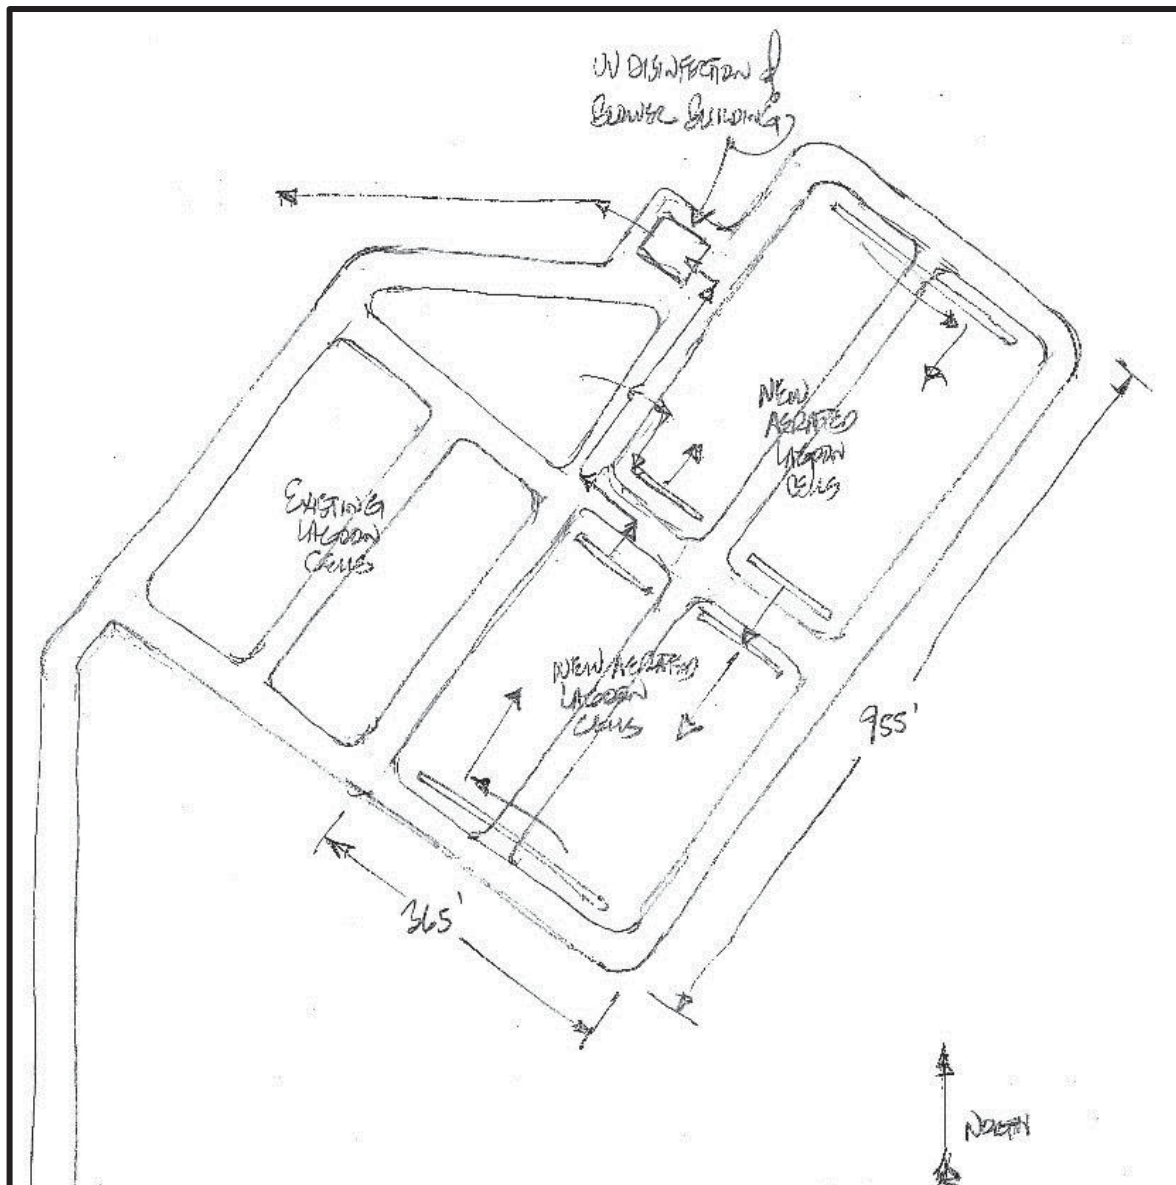 UV DISINFECTION &
BLOWER BUILDING
NEW
AERATED
LAGOON
CELLS
EXISTING
LAGOON
CELLS
NEW AERATED
LAGOON
CELLS
955'
365'
NORTH